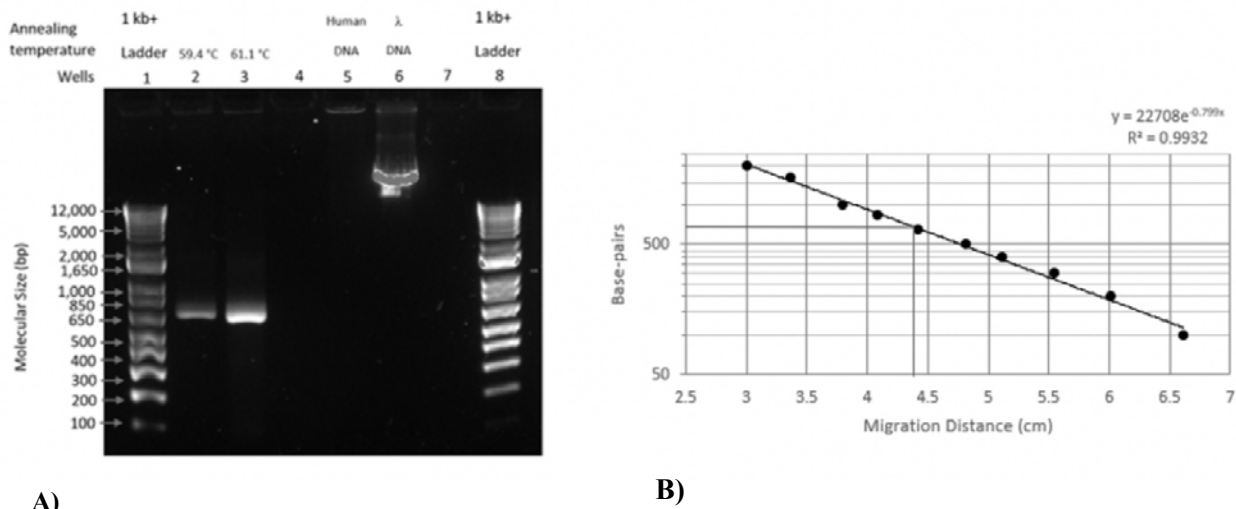 Annealing temperature
1 kb+ Ladder
59.4 °C
61.1 °C
Human DNA
λ DNA
1 kb+ Ladder
Wells 1 2 3 4 5 6 7 8
Molecular Size (bp)
12,000
5,000
2,000
1,650
1,000
850
650
500
400
300
200
100
A)
y = 22708e^-0.799x
R² = 0.9932
Base-pairs
500
50
2.5 3 3.5 4 4.5 5 5.5 6 6.5 7
Migration Distance (cm)
B)